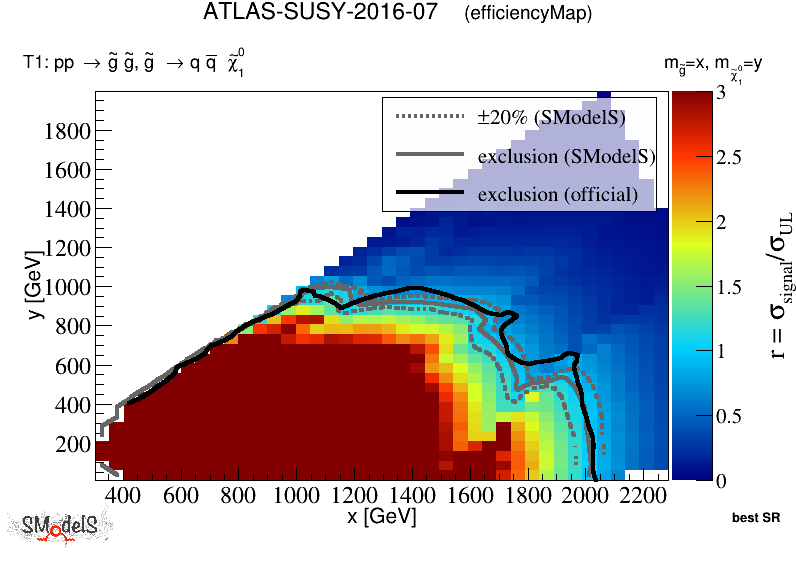 ATLAS-SUSY-2016-07 (efficiencyMap)
T1: pp → g̃ g̃, g̃ → q q̅ χ̃₁⁰
m_g̃=x, m_χ̃₁⁰=y
±20% (SModelS)
exclusion (SModelS)
exclusion (official)
1800
1600
1400
1200
1000
800
600
400
200
y [GeV]
400 600 800 1000 1200 1400 1600 1800 2000 2200
x [GeV]
3
2.5
2
1.5
1
0.5
0
r = σ_signal/σ_UL
SModelS
best SR